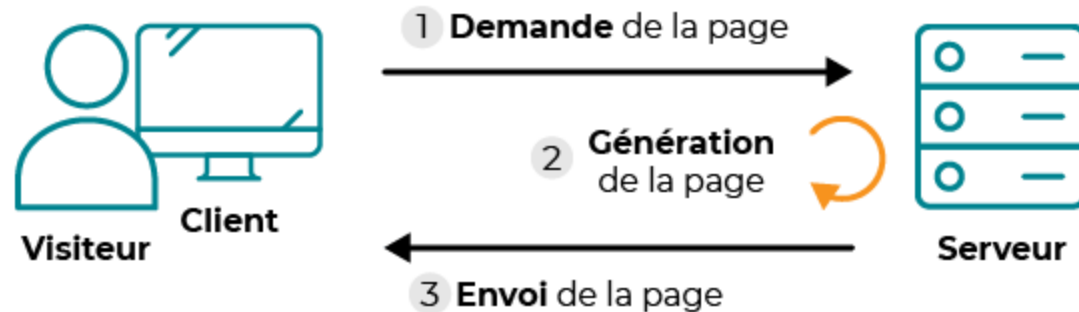 1 Demande de la page
2 Génération
de la page
Client
Visiteur
Serveur
3 Envoi de la page